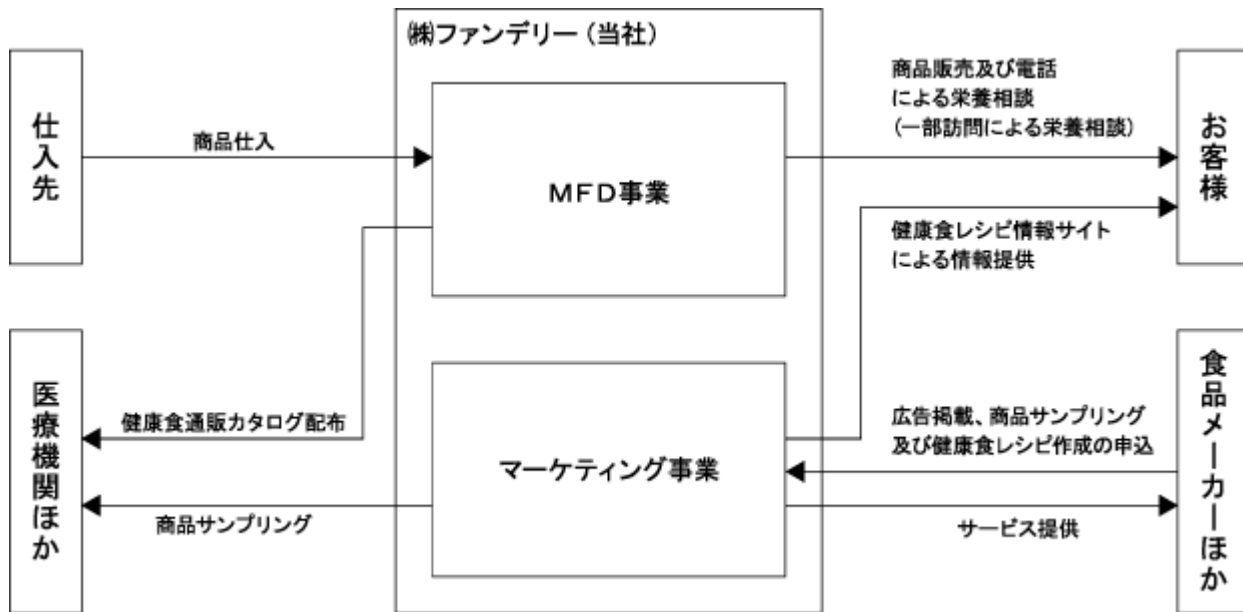 ㈱ファンデリー（当社）
仕入先
商品仕入
MFD事業
商品販売及び電話
による栄養相談
（一部訪問による栄養相談）
お客様
健康食レシピ情報サイト
による情報提供
医療機関ほか
健康食通販カタログ配布
商品サンプリング
マーケティング事業
広告掲載、商品サンプリング
及び健康食レシピ作成の申込
サービス提供
食品メーカーほか